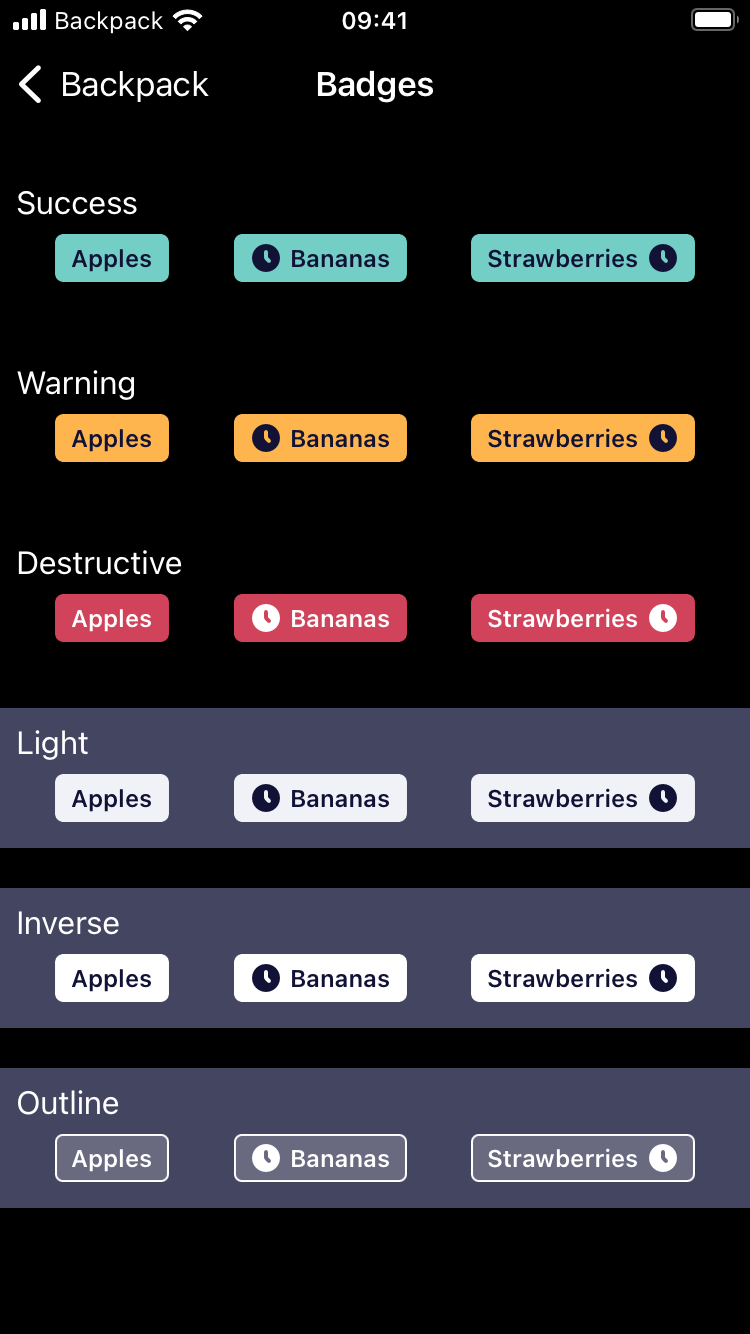 Backpack 09:41
Backpack Badges
Success
Apples Bananas Strawberries
Warning
Apples Bananas Strawberries
Destructive
Apples Bananas Strawberries
Light
Apples Bananas Strawberries
Inverse
Apples Bananas Strawberries
Outline
Apples Bananas Strawberries